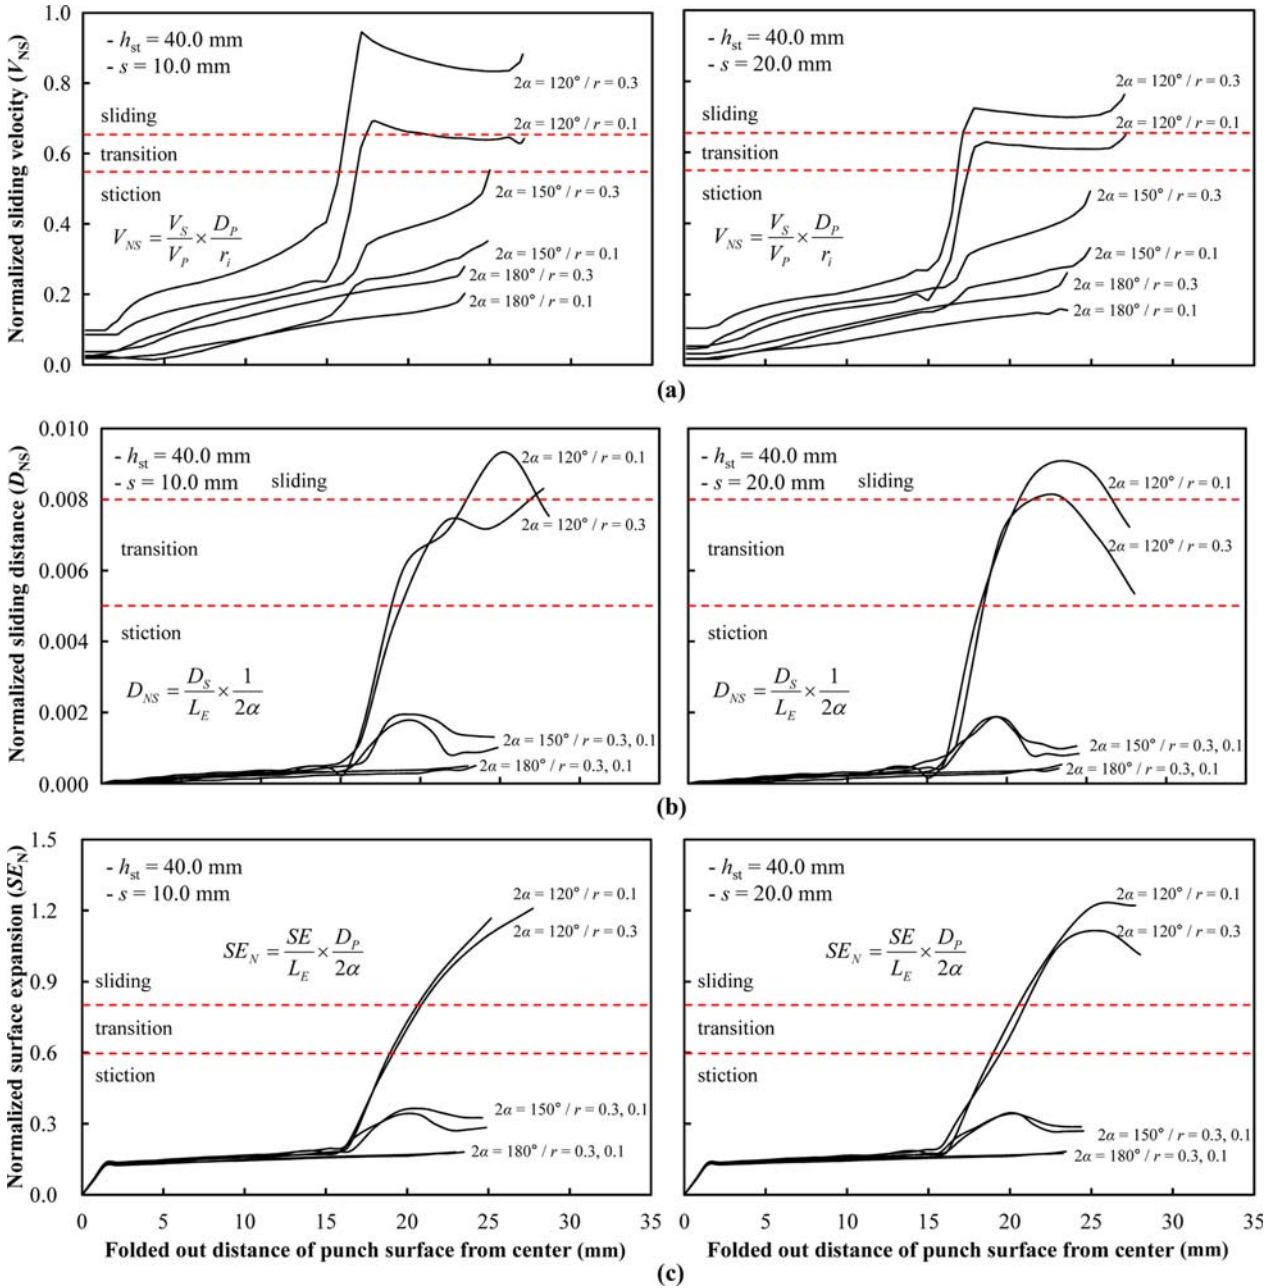 Normalized sliding velocity (V_NS)
1.0
0.8
0.6
0.4
0.2
0.0
- h_st = 40.0 mm
- s = 10.0 mm
sliding
transition
stiction
V_NS = V_S/V_P × D_P/r_i
2α = 120° / r = 0.3
2α = 120° / r = 0.1
2α = 150° / r = 0.3
2α = 150° / r = 0.1
2α = 180° / r = 0.3
2α = 180° / r = 0.1
- h_st = 40.0 mm
- s = 20.0 mm
sliding
transition
stiction
V_NS = V_S/V_P × D_P/r_i
2α = 120° / r = 0.3
2α = 120° / r = 0.1
2α = 150° / r = 0.3
2α = 150° / r = 0.1
2α = 180° / r = 0.3
2α = 180° / r = 0.1
(a)
Normalized sliding distance (D_NS)
0.010
0.008
0.006
0.004
0.002
0.000
- h_st = 40.0 mm
- s = 10.0 mm
sliding
transition
stiction
D_NS = D_S/L_E × 1/2α
2α = 120° / r = 0.1
2α = 120° / r = 0.3
2α = 150° / r = 0.3, 0.1
2α = 180° / r = 0.3, 0.1
- h_st = 40.0 mm
- s = 20.0 mm
sliding
transition
stiction
D_NS = D_S/L_E × 1/2α
2α = 120° / r = 0.1
2α = 120° / r = 0.3
2α = 150° / r = 0.3, 0.1
2α = 180° / r = 0.3, 0.1
(b)
Normalized surface expansion (SE_N)
1.5
1.2
0.9
0.6
0.3
0.0
- h_st = 40.0 mm
- s = 10.0 mm
SE_N = SE/L_E × D_P/2α
sliding
transition
stiction
2α = 120° / r = 0.1
2α = 120° / r = 0.3
2α = 150° / r = 0.3, 0.1
2α = 180° / r = 0.3, 0.1
0 5 10 15 20 25 30 35
Folded out distance of punch surface from center (mm)
- h_st = 40.0 mm
- s = 20.0 mm
SE_N = SE/L_E × D_P/2α
sliding
transition
stiction
2α = 120° / r = 0.1
2α = 120° / r = 0.3
2α = 150° / r = 0.3, 0.1
2α = 180° / r = 0.3, 0.1
0 5 10 15 20 25 30 35
Folded out distance of punch surface from center (mm)
(c)